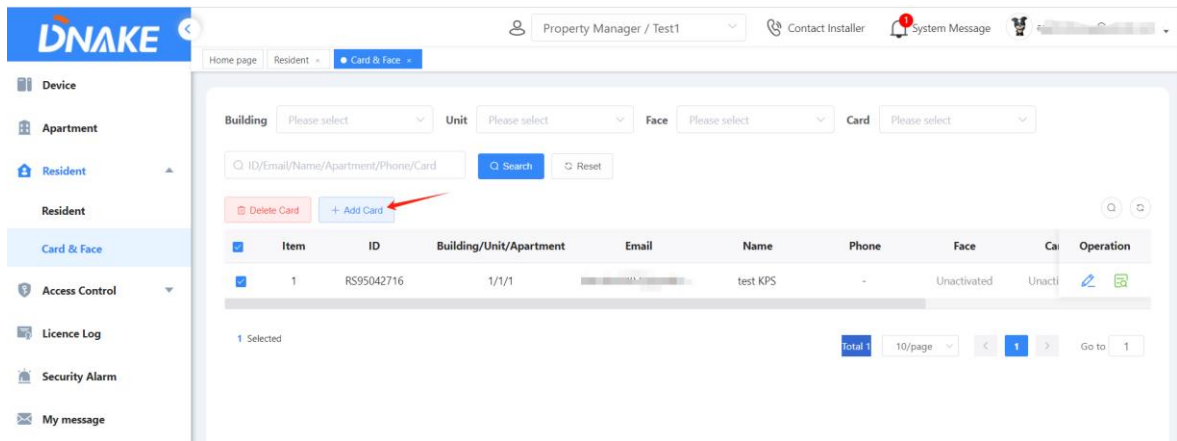 DNAKE
Property Manager / Test1
Contact Installer
1
System Message
Home page
Resident ×
Card & Face ×
Device
Apartment
Resident
Resident
Card & Face
Access Control
Licence Log
Security Alarm
My message
Building Please select Unit Please select Face Please select Card Please select
ID/Email/Name/Apartment/Phone/Card Search Reset
Delete Card + Add Card
Item ID Building/Unit/Apartment Email Name Phone Face Operation
1 RS95042716 1/1/1 test KPS - Unactivated
1 Selected Total 1 10/page < 1 > Go to 1